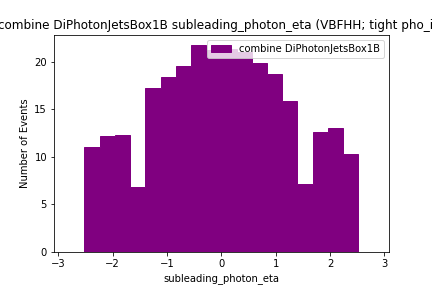 combine DiPhotonJetsBox1B subleading_photon_eta (VBFHH; tight pho_i
combine DiPhotonJetsBox1B
Number of Events
20
15
10
5
0
−3 −2 −1 0 1 2 3
subleading_photon_eta